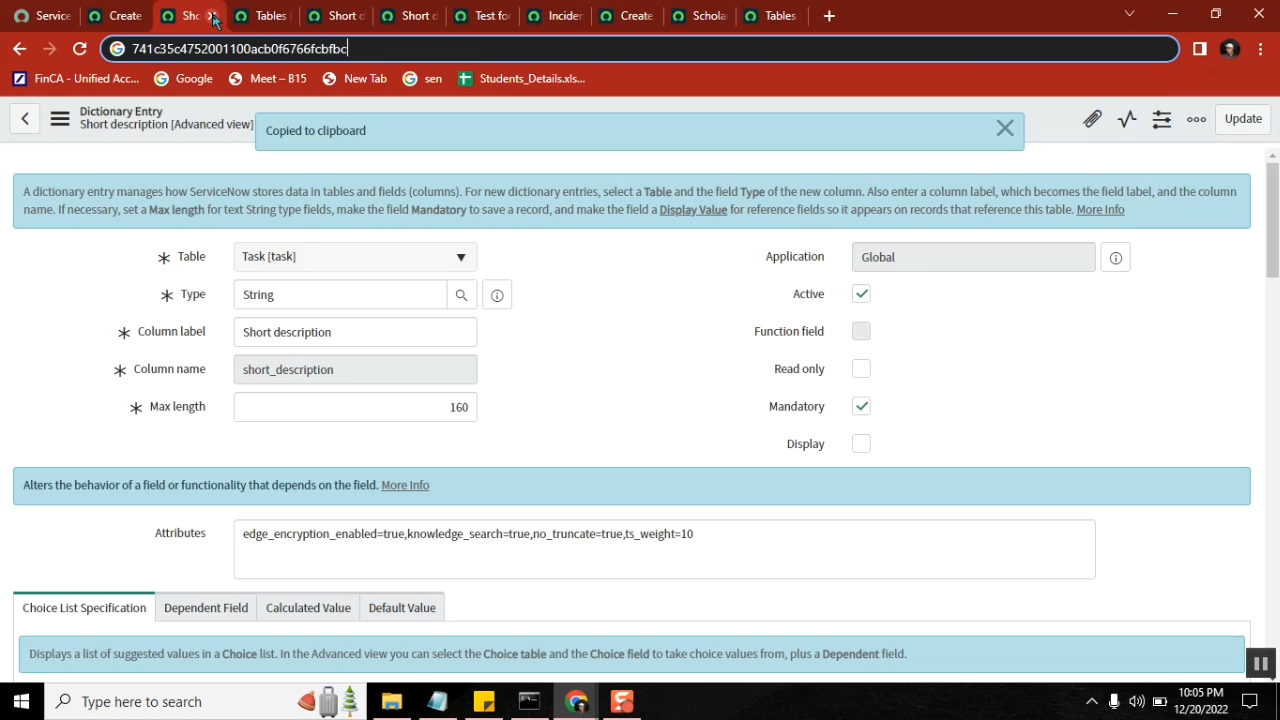 Service
Create
Sho
Tables
Short d
Short d
Test for
Inciden
Create
Schola
Tables
741c35c4752001100acb0f6766fcbfbc
FinCA - Unified Acc...
Google
Meet – B15
New Tab
sen
Students_Details.xls...
Dictionary Entry
Short description [Advanced view]
Copied to clipboard
Update
A dictionary entry manages how ServiceNow stores data in tables and fields (columns). For new dictionary entries, select a Table and the field Type of the new column. Also enter a column label, which becomes the field label, and the column
name. If necessary, set a Max length for text String type fields, make the field Mandatory to save a record, and make the field a Display Value for reference fields so it appears on records that reference this table. More Info
Table
Task [task]
Application
Global
Type
String
Active
Column label
Short description
Function field
Column name
short_description
Read only
Max length
160
Mandatory
Display
Alters the behavior of a field or functionality that depends on the field. More Info
Attributes
edge_encryption_enabled=true,knowledge_search=true,no_truncate=true,ts_weight=10
Choice List Specification
Dependent Field
Calculated Value
Default Value
Displays a list of suggested values in a Choice list. In the Advanced view you can select the Choice table and the Choice field to take choice values from, plus a Dependent field.
Type here to search
10:05 PM
12/20/2022